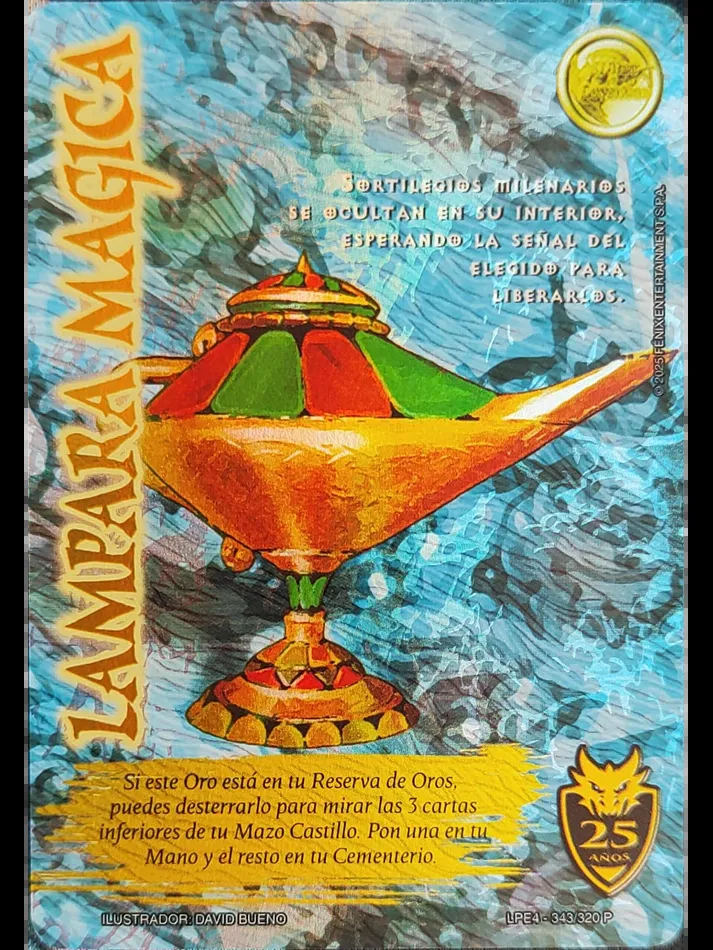 LAMPARA MAGICA
SORTILEGIOS MILENARIOS
SE OCULTAN EN SU INTERIOR,
ESPERANDO LA SEÑAL DEL
ELEGIDO PARA
LIBERARLOS.
© 2025 FENIX ENTERTAINMENT S.P.A.
Si este Oro está en tu Reserva de Oros,
puedes desterrarlo para mirar las 3 cartas
inferiores de tu Mazo Castillo. Pon una en tu
Mano y el resto en tu Cementerio.
25
AÑOS
ILUSTRADOR: DAVID BUENO
LPE4 - 343/320 P